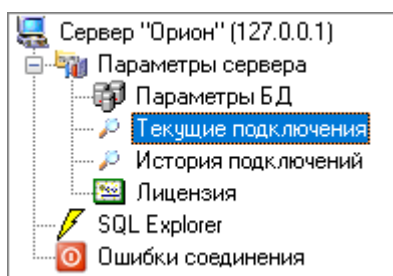 Сервер "Орион" (127.0.0.1)
Параметры сервера
Параметры БД
Текущие подключения
История подключений
Лицензия
SQL Explorer
Ошибки соединения